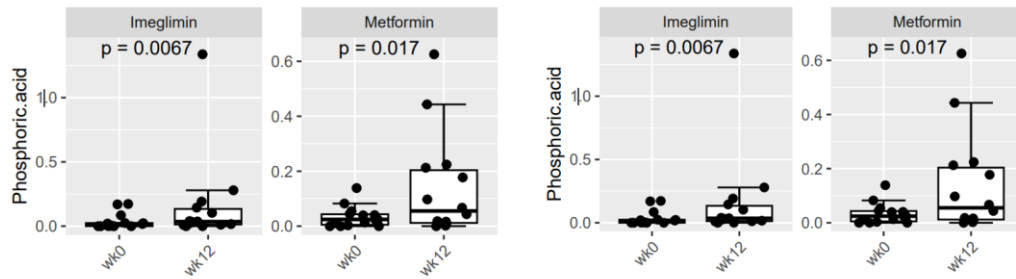 Imeglimin
Metformin
p = 0.0067
p = 0.017
Phosphoric.acid
1.0
0.5
0.0
0.6
0.4
0.2
0.0
wk0
wk12
wk0
wk12
Imeglimin
Metformin
p = 0.0067
p = 0.017
Phosphoric.acid
1.0
0.5
0.0
0.6
0.4
0.2
0.0
wk0
wk12
wk0
wk12